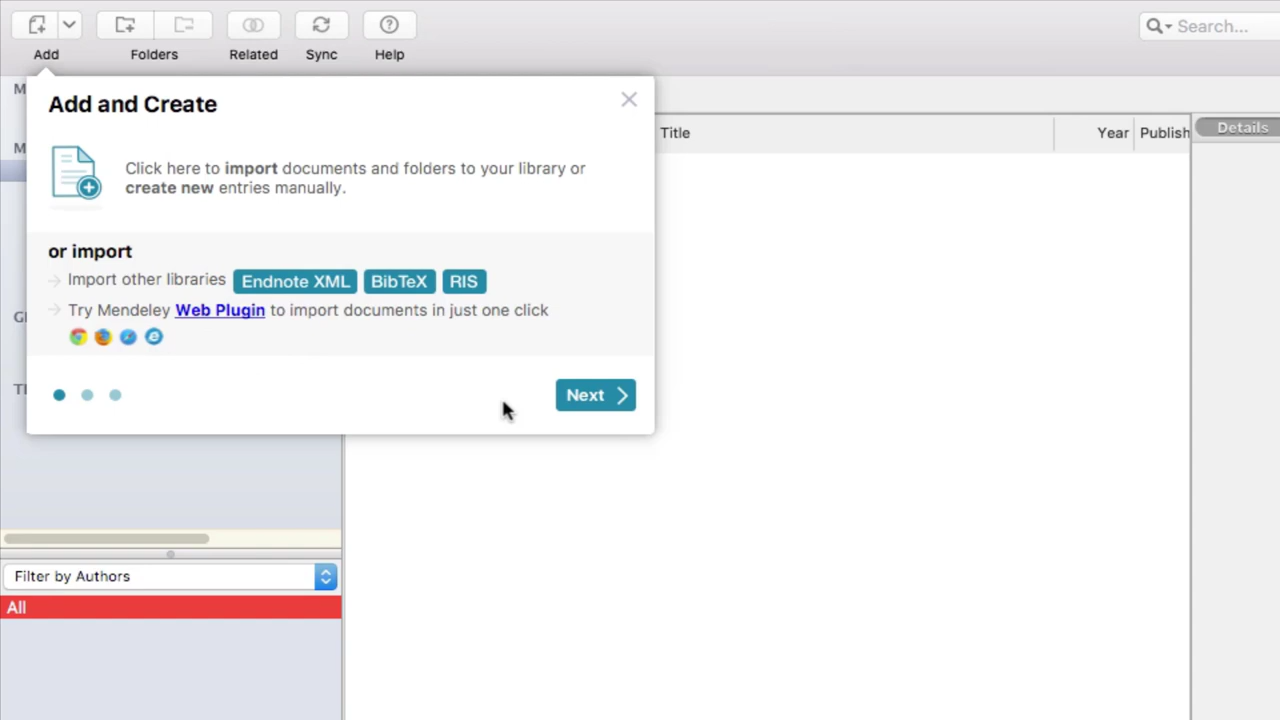 Search...
Add
Folders
Related
Sync
Help
M
Add and Create
Click here to import documents and folders to your library or
create new entries manually.
M
or import
Import other libraries Endnote XML BibTeX RIS
Try Mendeley Web Plugin to import documents in just one click
Next
Title
Year
Publish
Details
Filter by Authors
All